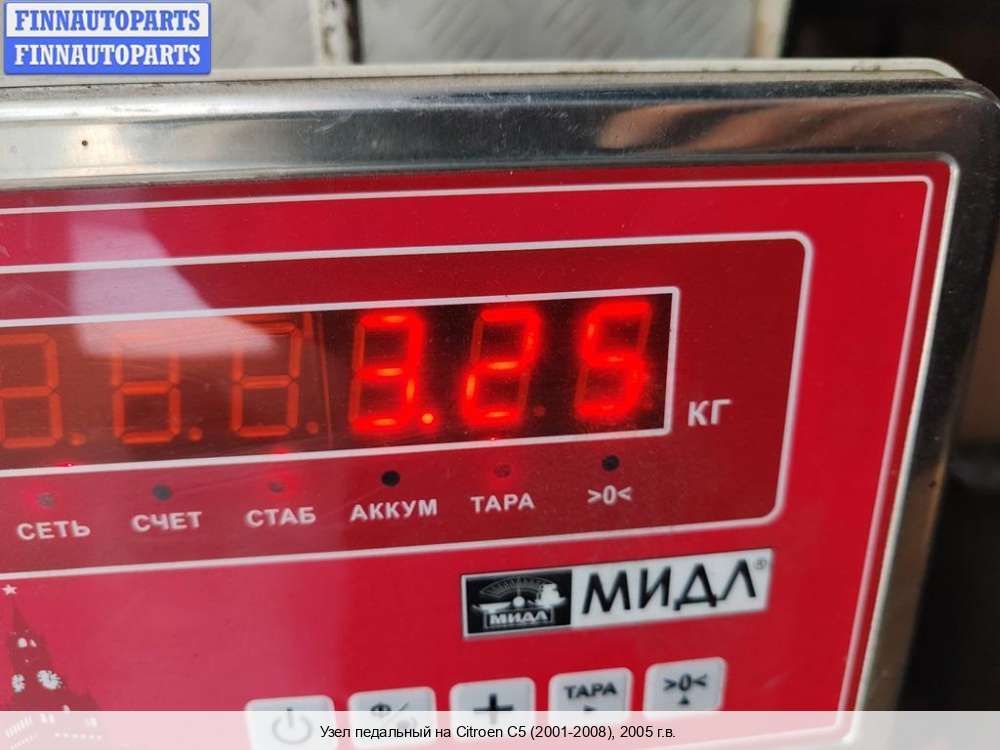 FINNAUTOPARTS
FINNAUTOPARTS
3.25
КГ
СЕТЬ СЧЕТ СТАБ АККУМ ТАРА >0<
МИДЛ МИДЛ®
ТАРА >0<
Узел педальный на Citroen C5 (2001-2008), 2005 г.в.